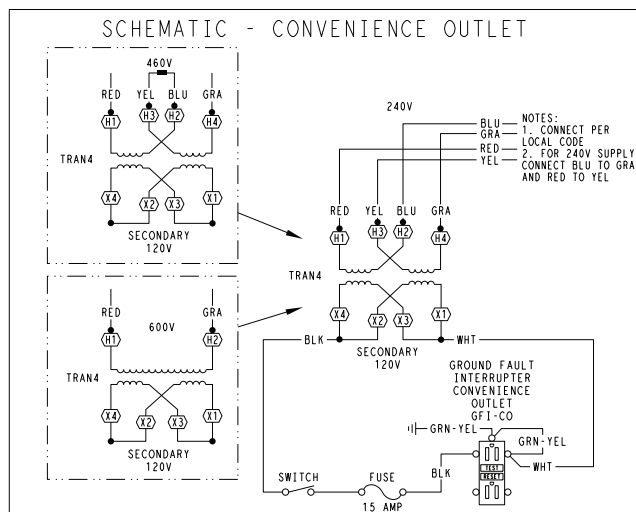 SCHEMATIC - CONVENIENCE OUTLET
460V
RED YEL BLU GRA
H1 H3 H2 H4
TRAN4
X4 X2 X3 X1
SECONDARY
120V
RED GRA
600V
H1 H2
TRAN4
X4 X2 X3 X1
SECONDARY
120V
240V
BLU
GRA
RED
YEL
NOTES:
1. CONNECT PER
LOCAL CODE
2. FOR 240V SUPPLY
CONNECT BLU TO GRA
AND RED TO YEL
RED YEL BLU GRA
H1 H3 H2 H4
TRAN4
X4 X2 X3 X1
BLK WHT
SECONDARY
120V
GROUND FAULT
INTERRUPTER
CONVENIENCE
OUTLET
GFI-CO
GRN-YEL
GRN-YEL
WHT
BLK
TEST
RESET
SWITCH FUSE
15 AMP